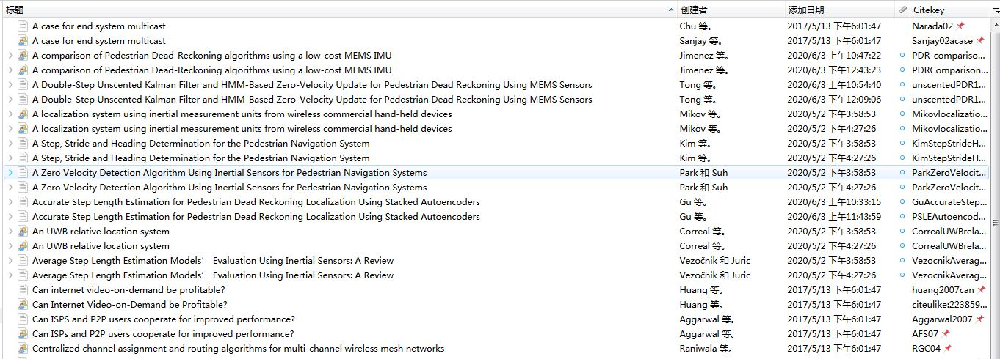 标题 创建者 添加日期 Citekey
A case for end system multicast Chu 等。 2017/5/13 下午6:01:47 Narada02
A case for end system multicast Sanjay 等。 2017/5/13 下午6:01:47 Sanjay02acase
A comparison of Pedestrian Dead-Reckoning algorithms using a low-cost MEMS IMU Jimenez 等。 2020/6/3 上午10:47:22 PDR-compariso...
A comparison of Pedestrian Dead-Reckoning algorithms using a low-cost MEMS IMU Jimenez 等。 2020/6/3 下午12:43:23 PDRComparison...
A Double-Step Unscented Kalman Filter and HMM-Based Zero-Velocity Update for Pedestrian Dead Reckoning Using MEMS Sensors Tong 等。 2020/6/3 上午10:54:40 unscentedPDR1...
A Double-Step Unscented Kalman Filter and HMM-Based Zero-Velocity Update for Pedestrian Dead Reckoning Using MEMS Sensors Tong 等。 2020/6/3 下午12:09:06 unscentedPDR1...
A localization system using inertial measurement units from wireless commercial hand-held devices Mikov 等。 2020/5/2 下午3:58:53 Mikovlocalizatio...
A localization system using inertial measurement units from wireless commercial hand-held devices Mikov 等。 2020/5/2 下午4:27:26 Mikovlocalizatio...
A Step, Stride and Heading Determination for the Pedestrian Navigation System Kim 等。 2020/5/2 下午3:58:53 KimStepStrideH...
A Step, Stride and Heading Determination for the Pedestrian Navigation System Kim 等。 2020/5/2 下午4:27:26 KimStepStrideH...
A Zero Velocity Detection Algorithm Using Inertial Sensors for Pedestrian Navigation Systems Park 和 Suh 2020/5/2 下午3:58:53 ParkZeroVelocit...
A Zero Velocity Detection Algorithm Using Inertial Sensors for Pedestrian Navigation Systems Park 和 Suh 2020/5/2 下午4:27:26 ParkZeroVelocit...
Accurate Step Length Estimation for Pedestrian Dead Reckoning Localization Using Stacked Autoencoders Gu 等。 2020/6/3 上午10:33:15 GuAccurateStep...
Accurate Step Length Estimation for Pedestrian Dead Reckoning Localization Using Stacked Autoencoders Gu 等。 2020/6/3 上午11:43:59 PSLEAutoencod...
An UWB relative location system Correal 等。 2020/5/2 下午3:58:53 CorrealUWBrela...
An UWB relative location system Correal 等。 2020/5/2 下午4:27:26 CorrealUWBrela...
Average Step Length Estimation Models’ Evaluation Using Inertial Sensors: A Review Vezočnik 和 Juric 2020/5/2 下午3:58:53 VezocnikAverag...
Average Step Length Estimation Models’ Evaluation Using Inertial Sensors: A Review Vezočnik 和 Juric 2020/5/2 下午4:27:26 VezocnikAverag...
Can internet video-on-demand be profitable? Huang 等。 2017/5/13 下午6:01:47 huang2007can
Can Internet Video-on-Demand be Profitable? Huang 等。 2017/5/13 下午6:01:47 citeulike:223859...
Can ISPS and P2P users cooperate for improved performance? Aggarwal 等。 2017/5/13 下午6:01:47 Aggarwal2007
Can ISPs and P2P users cooperate for improved performance? Aggarwal 等。 2017/5/13 下午6:01:47 AFS07
Centralized channel assignment and routing algorithms for multi-channel wireless mesh networks Raniwala 等。 2017/5/13 下午6:01:47 RGC04